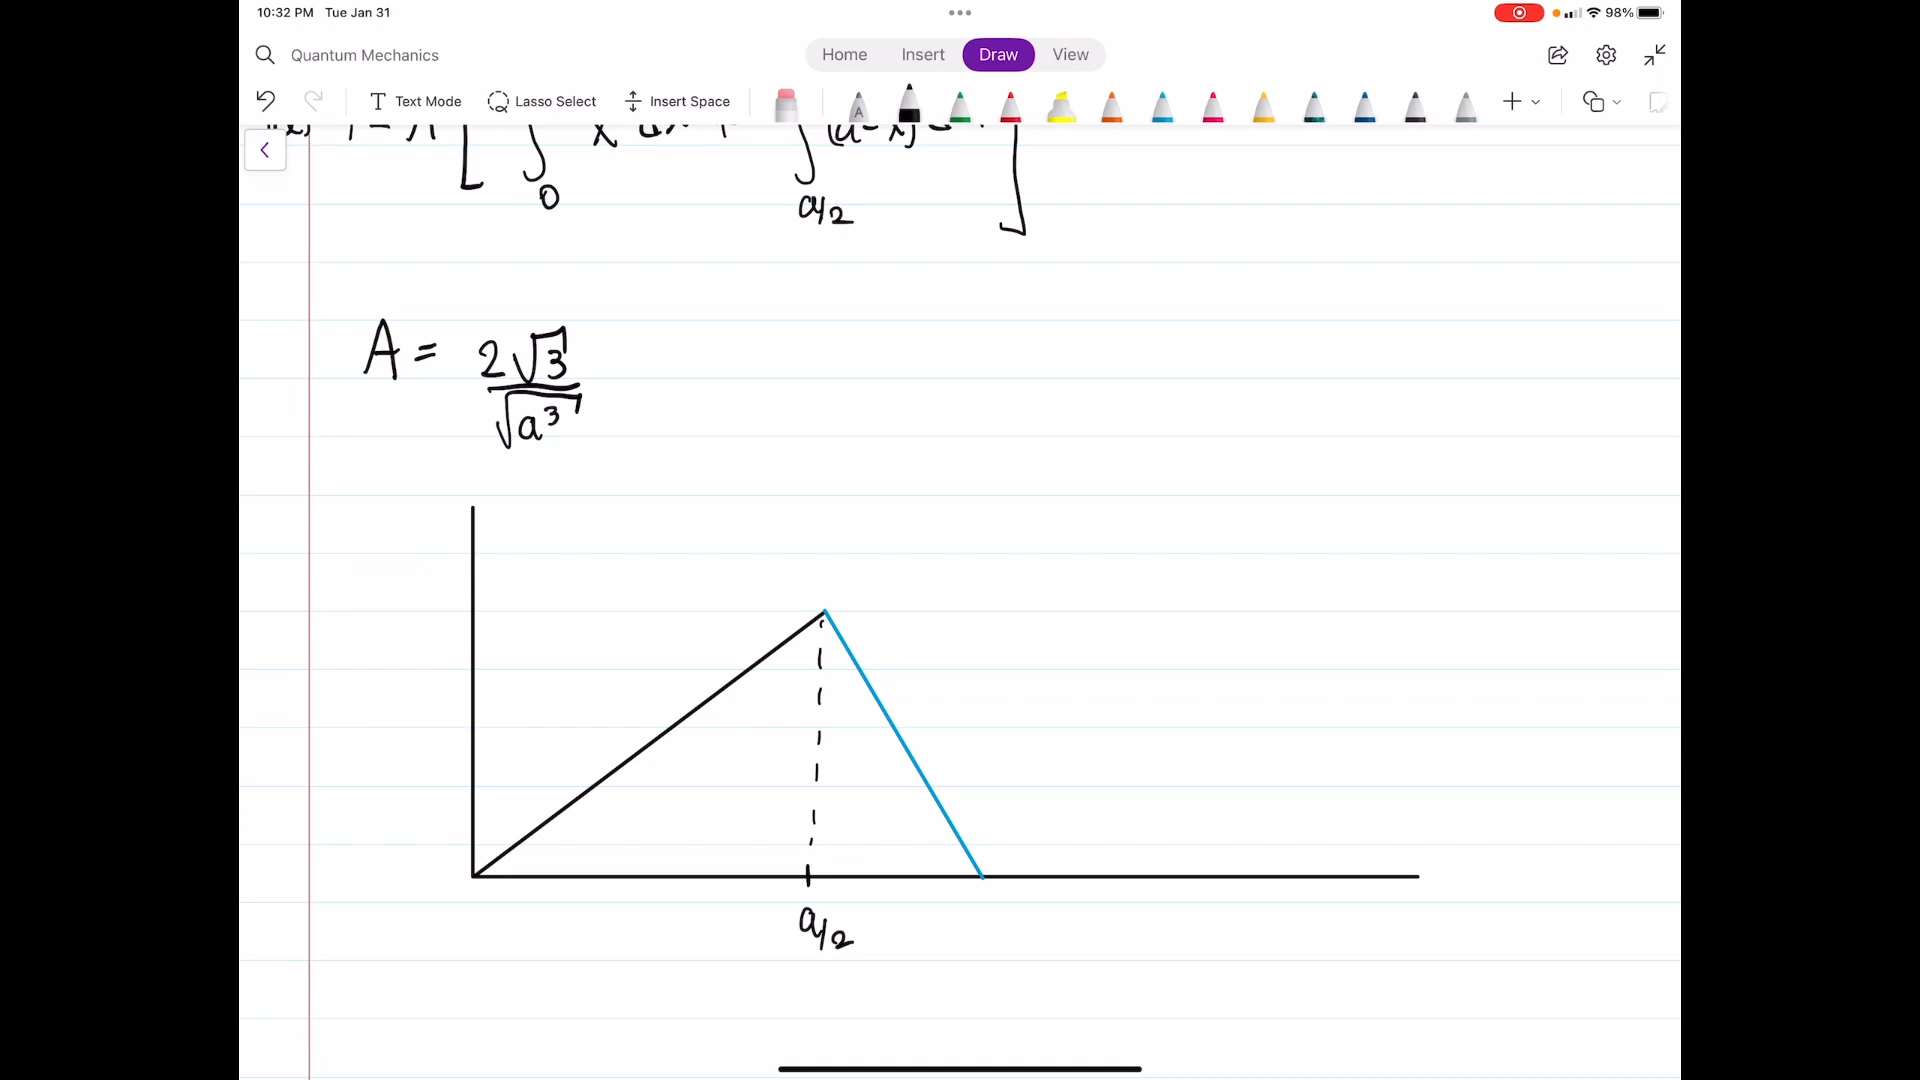 10:32 PM Tue Jan 31
98%
Quantum Mechanics
Home Insert Draw View
Text Mode Lasso Select Insert Space
A
0
a/2
A = 2√3
√a³
a/2